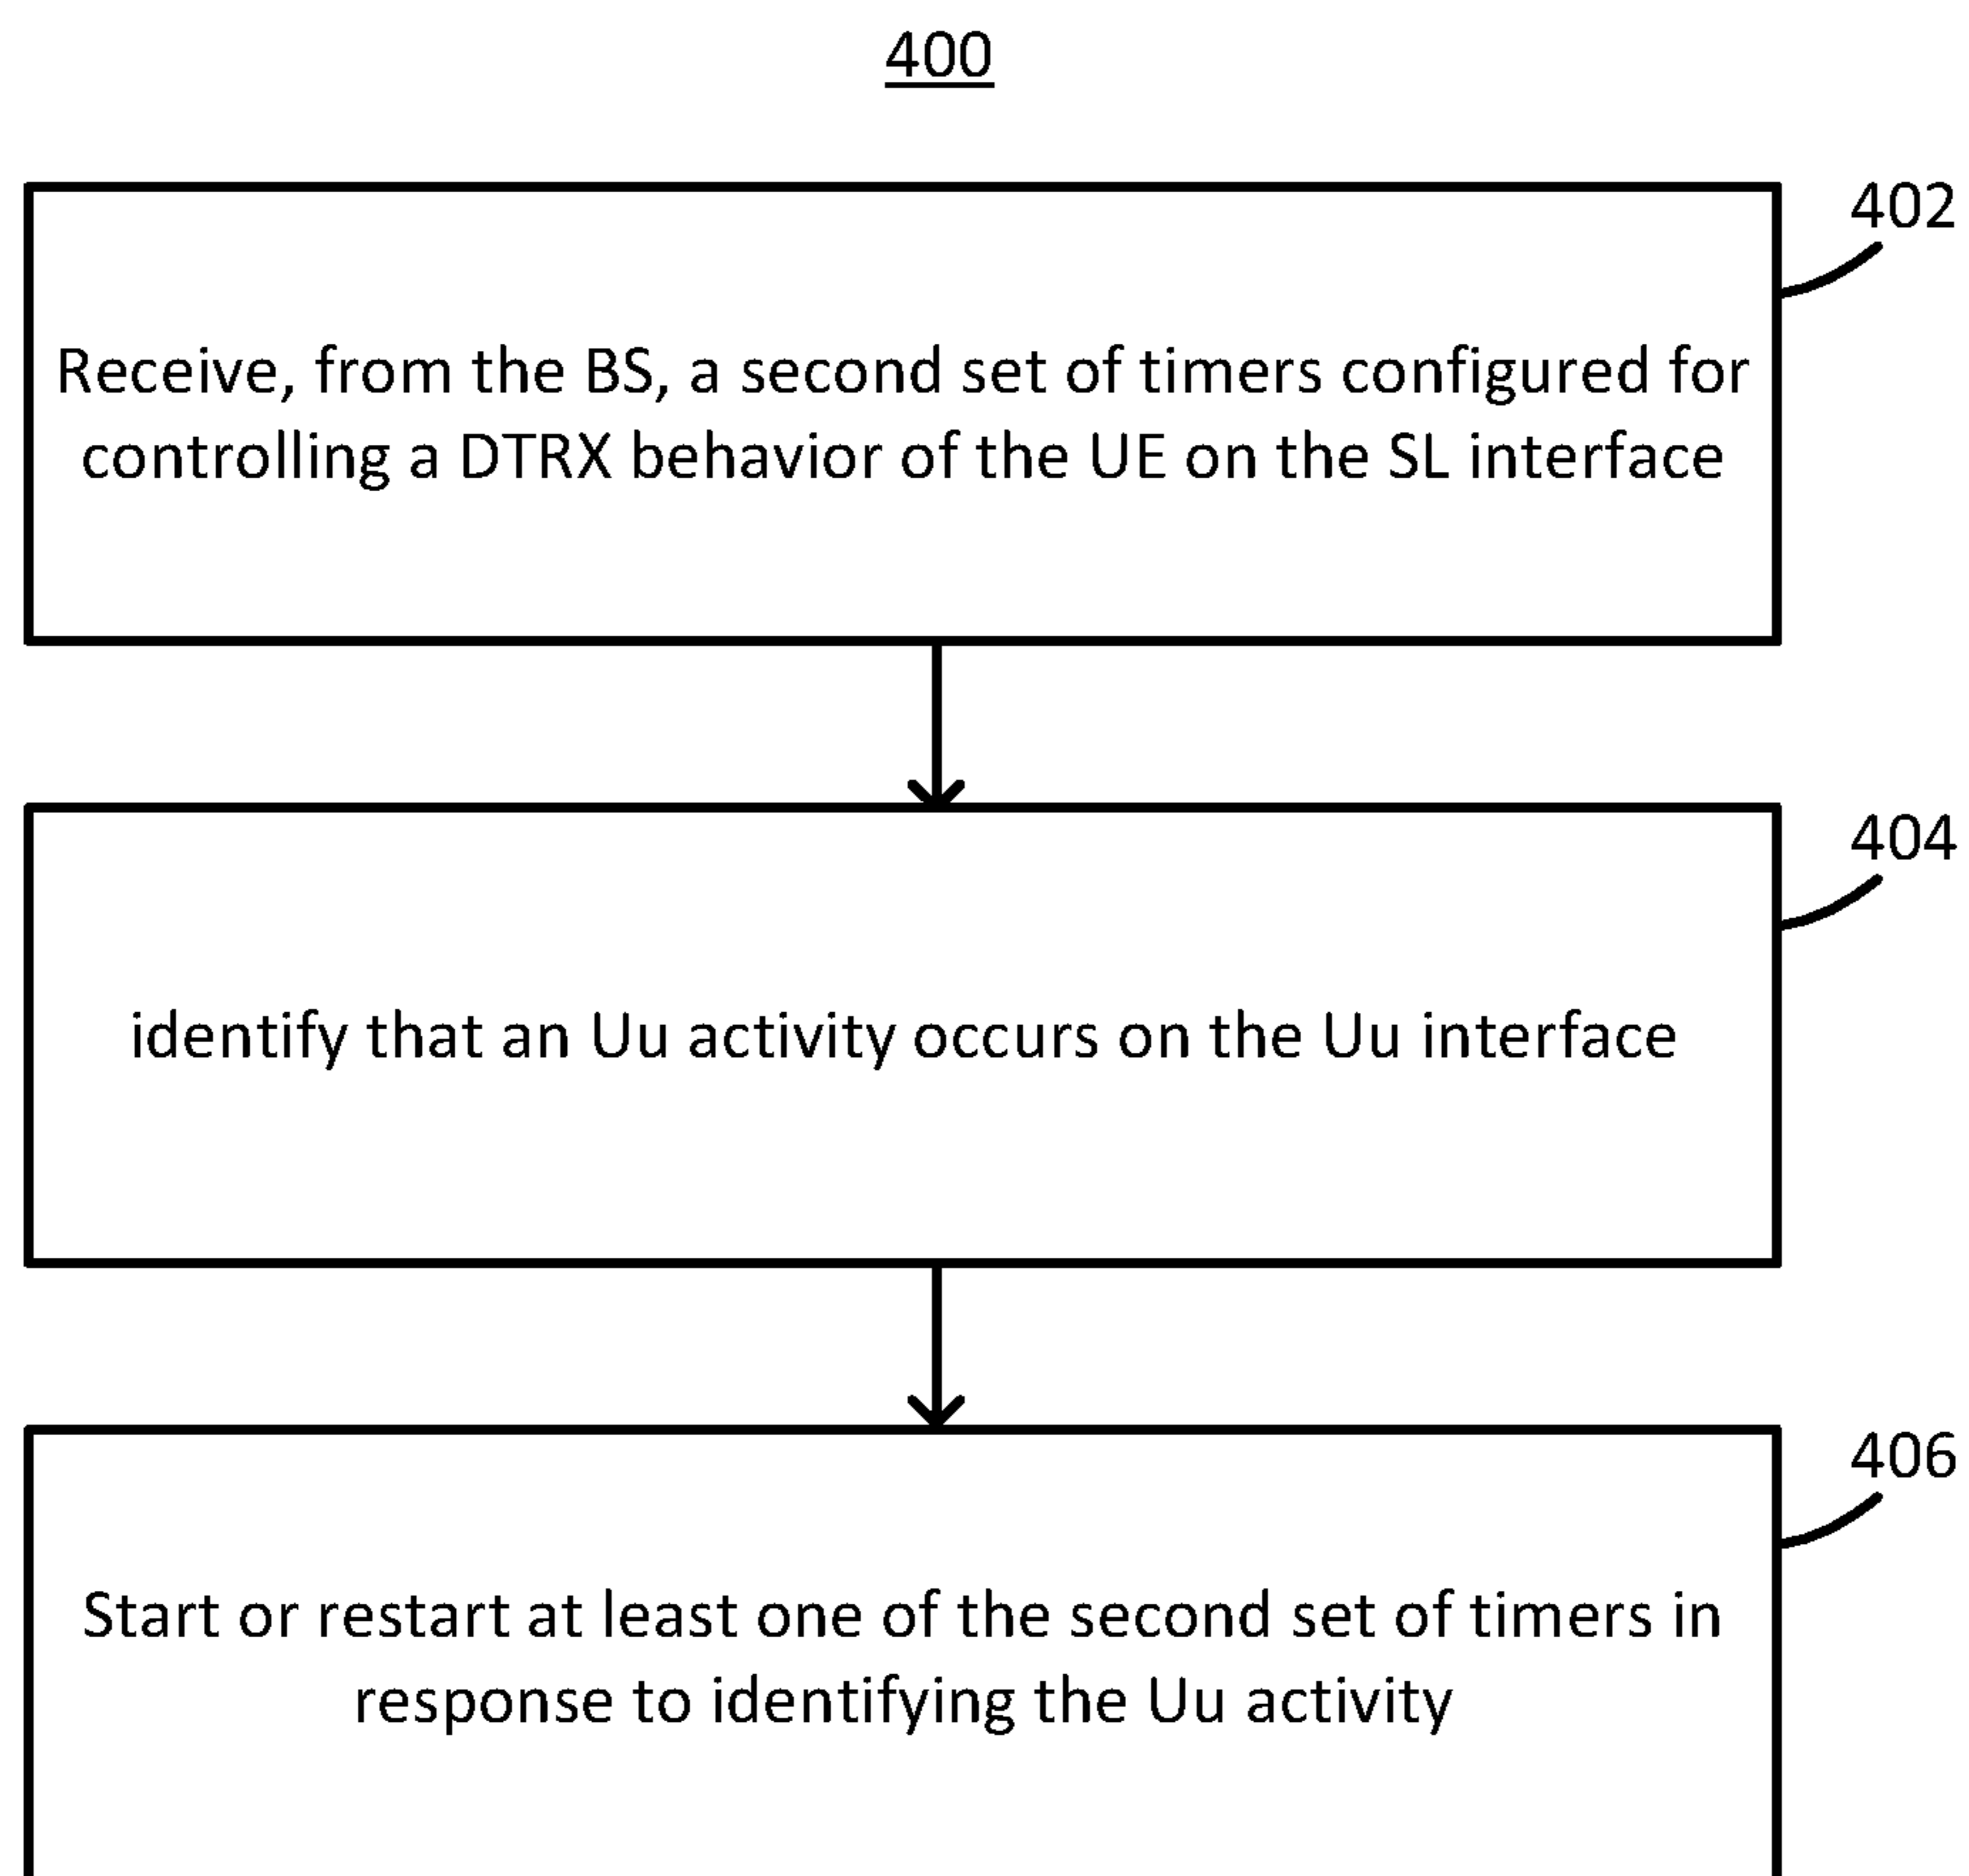 400
402
Receive, from the BS, a second set of timers configured for
controlling a DTRX behavior of the UE on the SL interface
404
identify that an Uu activity occurs on the Uu interface
406
Start or restart at least one of the second set of timers in
response to identifying the Uu activity